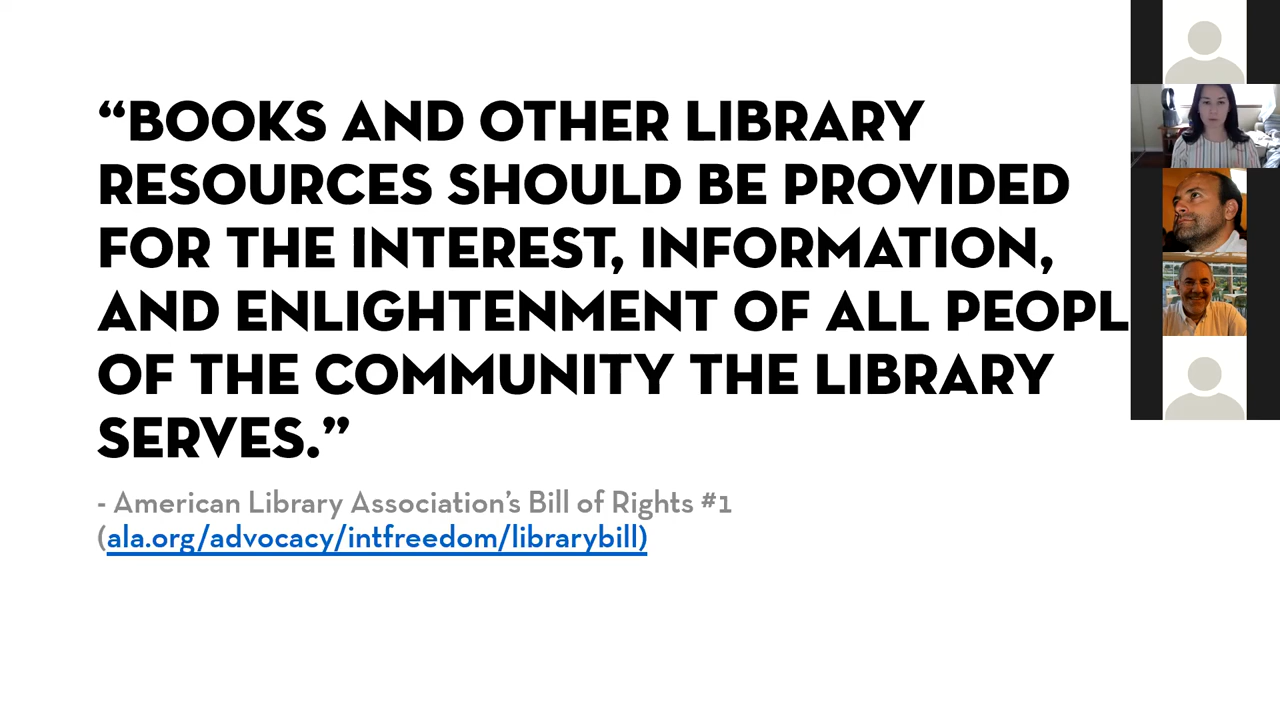 “BOOKS AND OTHER LIBRARY
RESOURCES SHOULD BE PROVIDED
FOR THE INTEREST, INFORMATION,
AND ENLIGHTENMENT OF ALL PEOPL
OF THE COMMUNITY THE LIBRARY
SERVES.”
- American Library Association’s Bill of Rights #1
(ala.org/advocacy/intfreedom/librarybill)